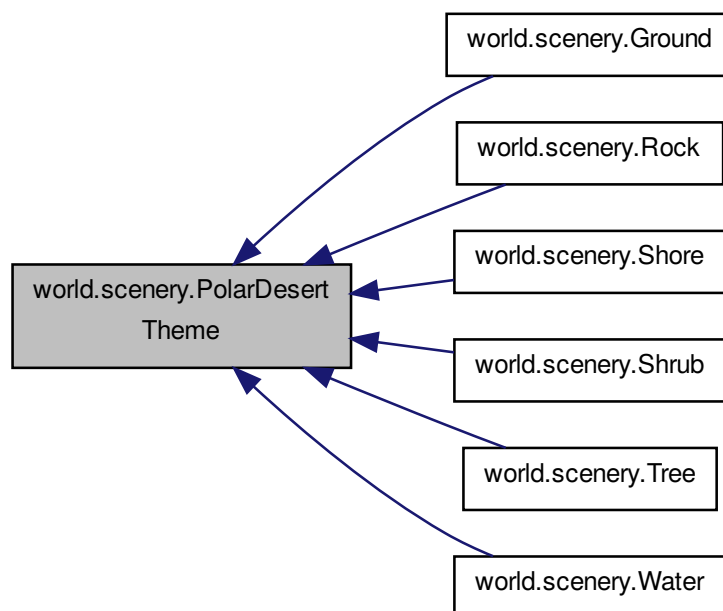 world.scenery.Ground
world.scenery.Rock
world.scenery.Shore
world.scenery.PolarDesert
Theme
world.scenery.Shrub
world.scenery.Tree
world.scenery.Water